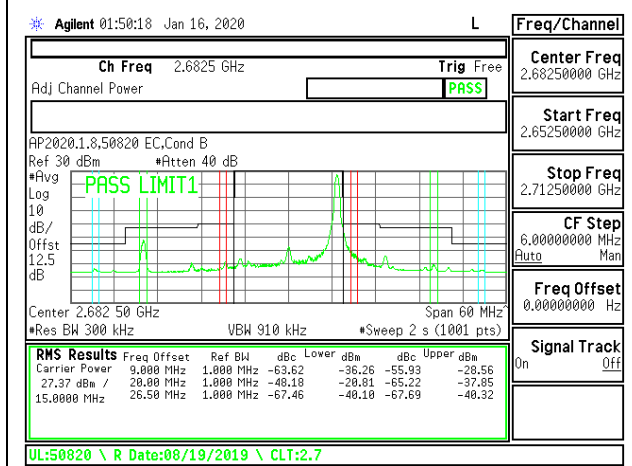 Agilent 01:50:18 Jan 16, 2020 L Freq/Channel
Ch Freq 2.6825 GHz Trig Free
Adj Channel Power PASS
AP2020.1.8,50820 EC,Cond B
Ref 30 dBm #Atten 40 dB
#Avg
Log
10
dB/
Offst
12.5
dB
PASS LIMIT1
Center 2.682 50 GHz Span 60 MHz^
#Res BW 300 kHz VBW 910 kHz #Sweep 2 s (1001 pts)
RMS Results Freq Offset Ref BW dBc Lower dBm dBc Upper dBm
Carrier Power 9.000 MHz 1.000 MHz -63.62 -36.26 -55.93 -28.56
27.37 dBm / 20.00 MHz 1.000 MHz -48.18 -20.81 -65.22 -37.85
15.0000 MHz 26.50 MHz 1.000 MHz -67.46 -40.10 -67.69 -40.32
UL:50820 \ R Date:08/19/2019 \ CLT:2.7
Center Freq
2.68250000 GHz
Start Freq
2.65250000 GHz
Stop Freq
2.71250000 GHz
CF Step
6.00000000 MHz
Auto Man
Freq Offset
0.00000000 Hz
Signal Track
On Off